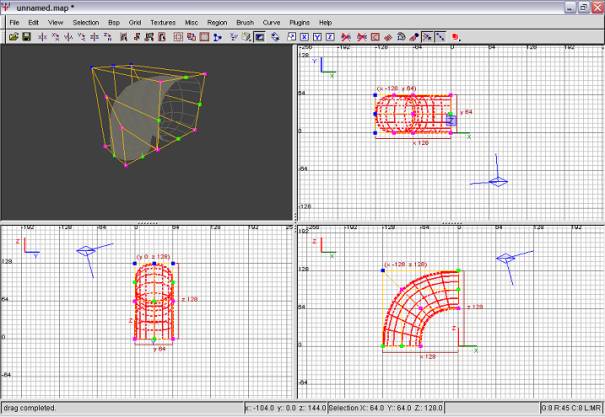 unnamed.map *
File Edit View Selection Bsp Grid Textures Misc Region Brush Curve Plugins Help
-256 -192 -128 -64 0 64 128 192
128
Y
X
64
(x -128 y 64)
y 64
0
x 128
X
-64
-128
-192 -128 -64 0 64 128 192 25
Z
Y
128
(y 0 z 128)
64
z 128
Z
0
Y
y 64
-64
-192 -128 -64 0 64 128 192
Z
X
128
(x -128 z 128)
64
z 128
Z
0
X
x 128
-64
drag completed.
x: -104.0 y: 0.0 z: 144.0
Selection X: 64.0 Y: 64.0 Z: 128.0
G:8 R:45 C:8 L:MR